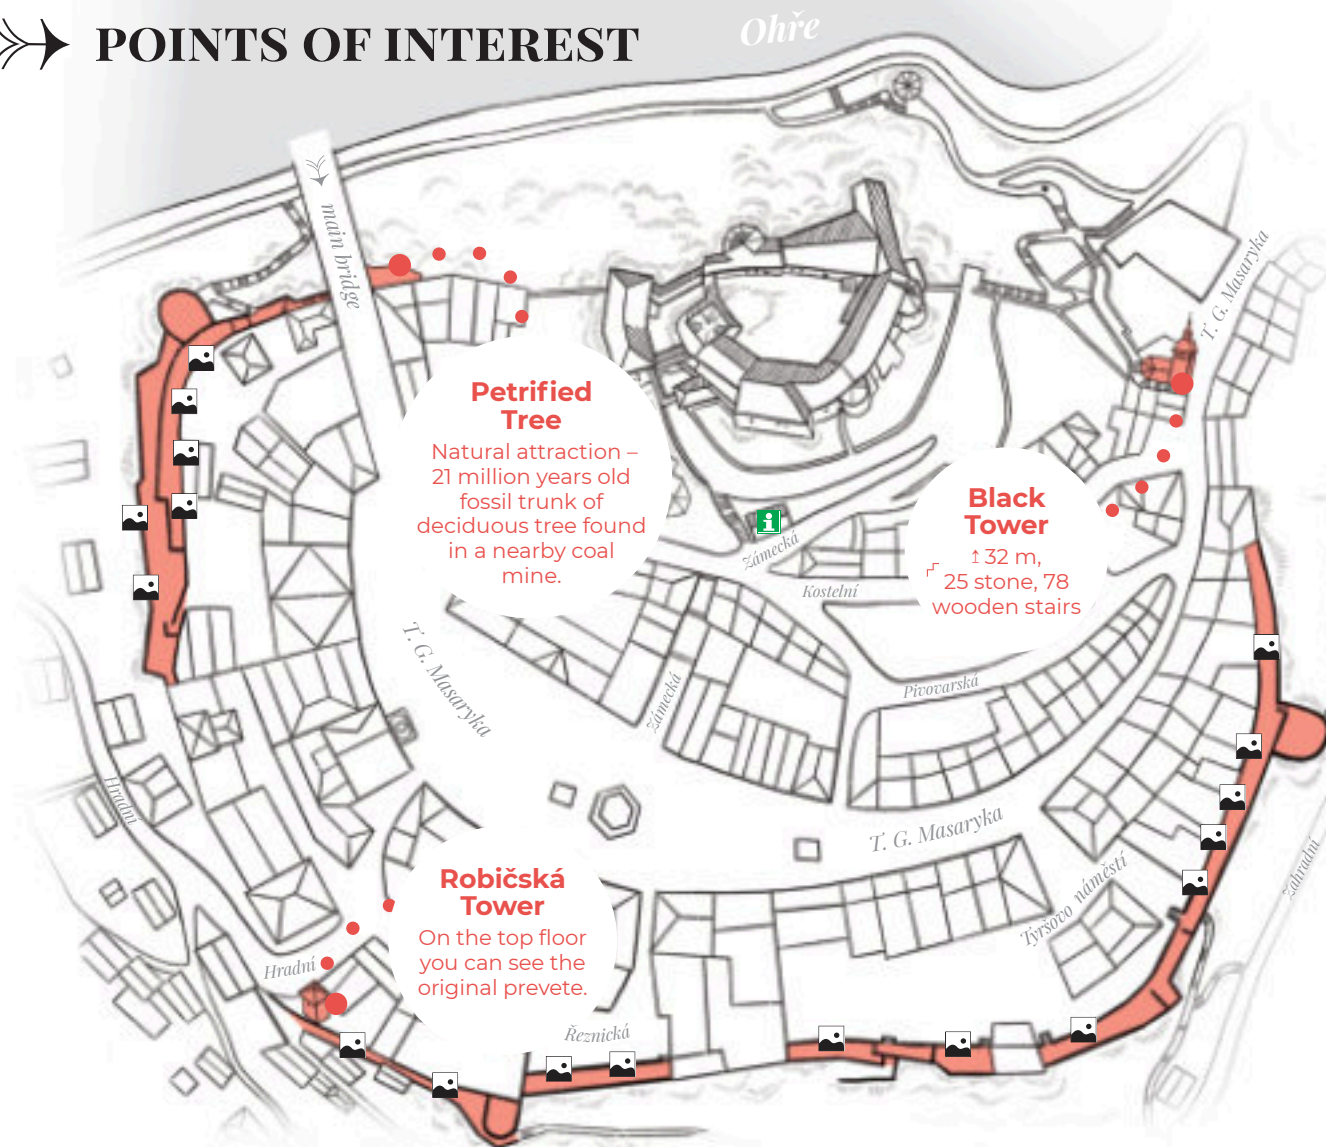 Ohře
POINTS OF INTEREST
main bridge
T. G. Masaryka
Petrified
Tree
Natural attraction –
21 million years old
fossil trunk of
deciduous tree found
in a nearby coal
mine.
Black
Tower
↥32 m,
25 stone, 78
wooden stairs
i
Zámecká
Kostelní
T. G. Masaryka
Zámecká
Pivovarská
Hradní
T. G. Masaryka
Tyršovo náměstí
Zahradní
Robičská
Tower
On the top floor
you can see the
original prevete.
Hradní
Řeznická